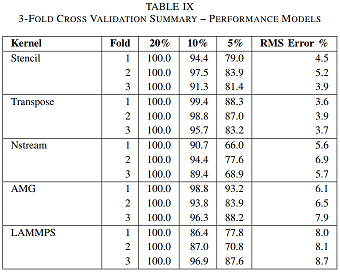 TABLE IX
3-FOLD CROSS VALIDATION SUMMARY – PERFORMANCE MODELS
Kernel Fold 20% 10% 5% RMS Error %
Stencil 1 100.0 94.4 79.0 4.5
2 100.0 97.5 83.9 5.2
3 100.0 91.3 81.4 3.9
Transpose 1 100.0 99.4 88.3 3.6
2 100.0 98.8 87.0 3.9
3 100.0 95.7 83.2 3.7
Nstream 1 100.0 90.7 66.0 5.6
2 100.0 94.4 77.6 6.9
3 100.0 89.4 68.9 5.7
AMG 1 100.0 98.8 93.2 6.1
2 100.0 93.8 83.9 6.5
3 100.0 96.3 88.2 7.9
LAMMPS 1 100.0 86.4 77.8 8.0
2 100.0 87.0 70.8 8.1
3 100.0 96.9 87.6 8.7